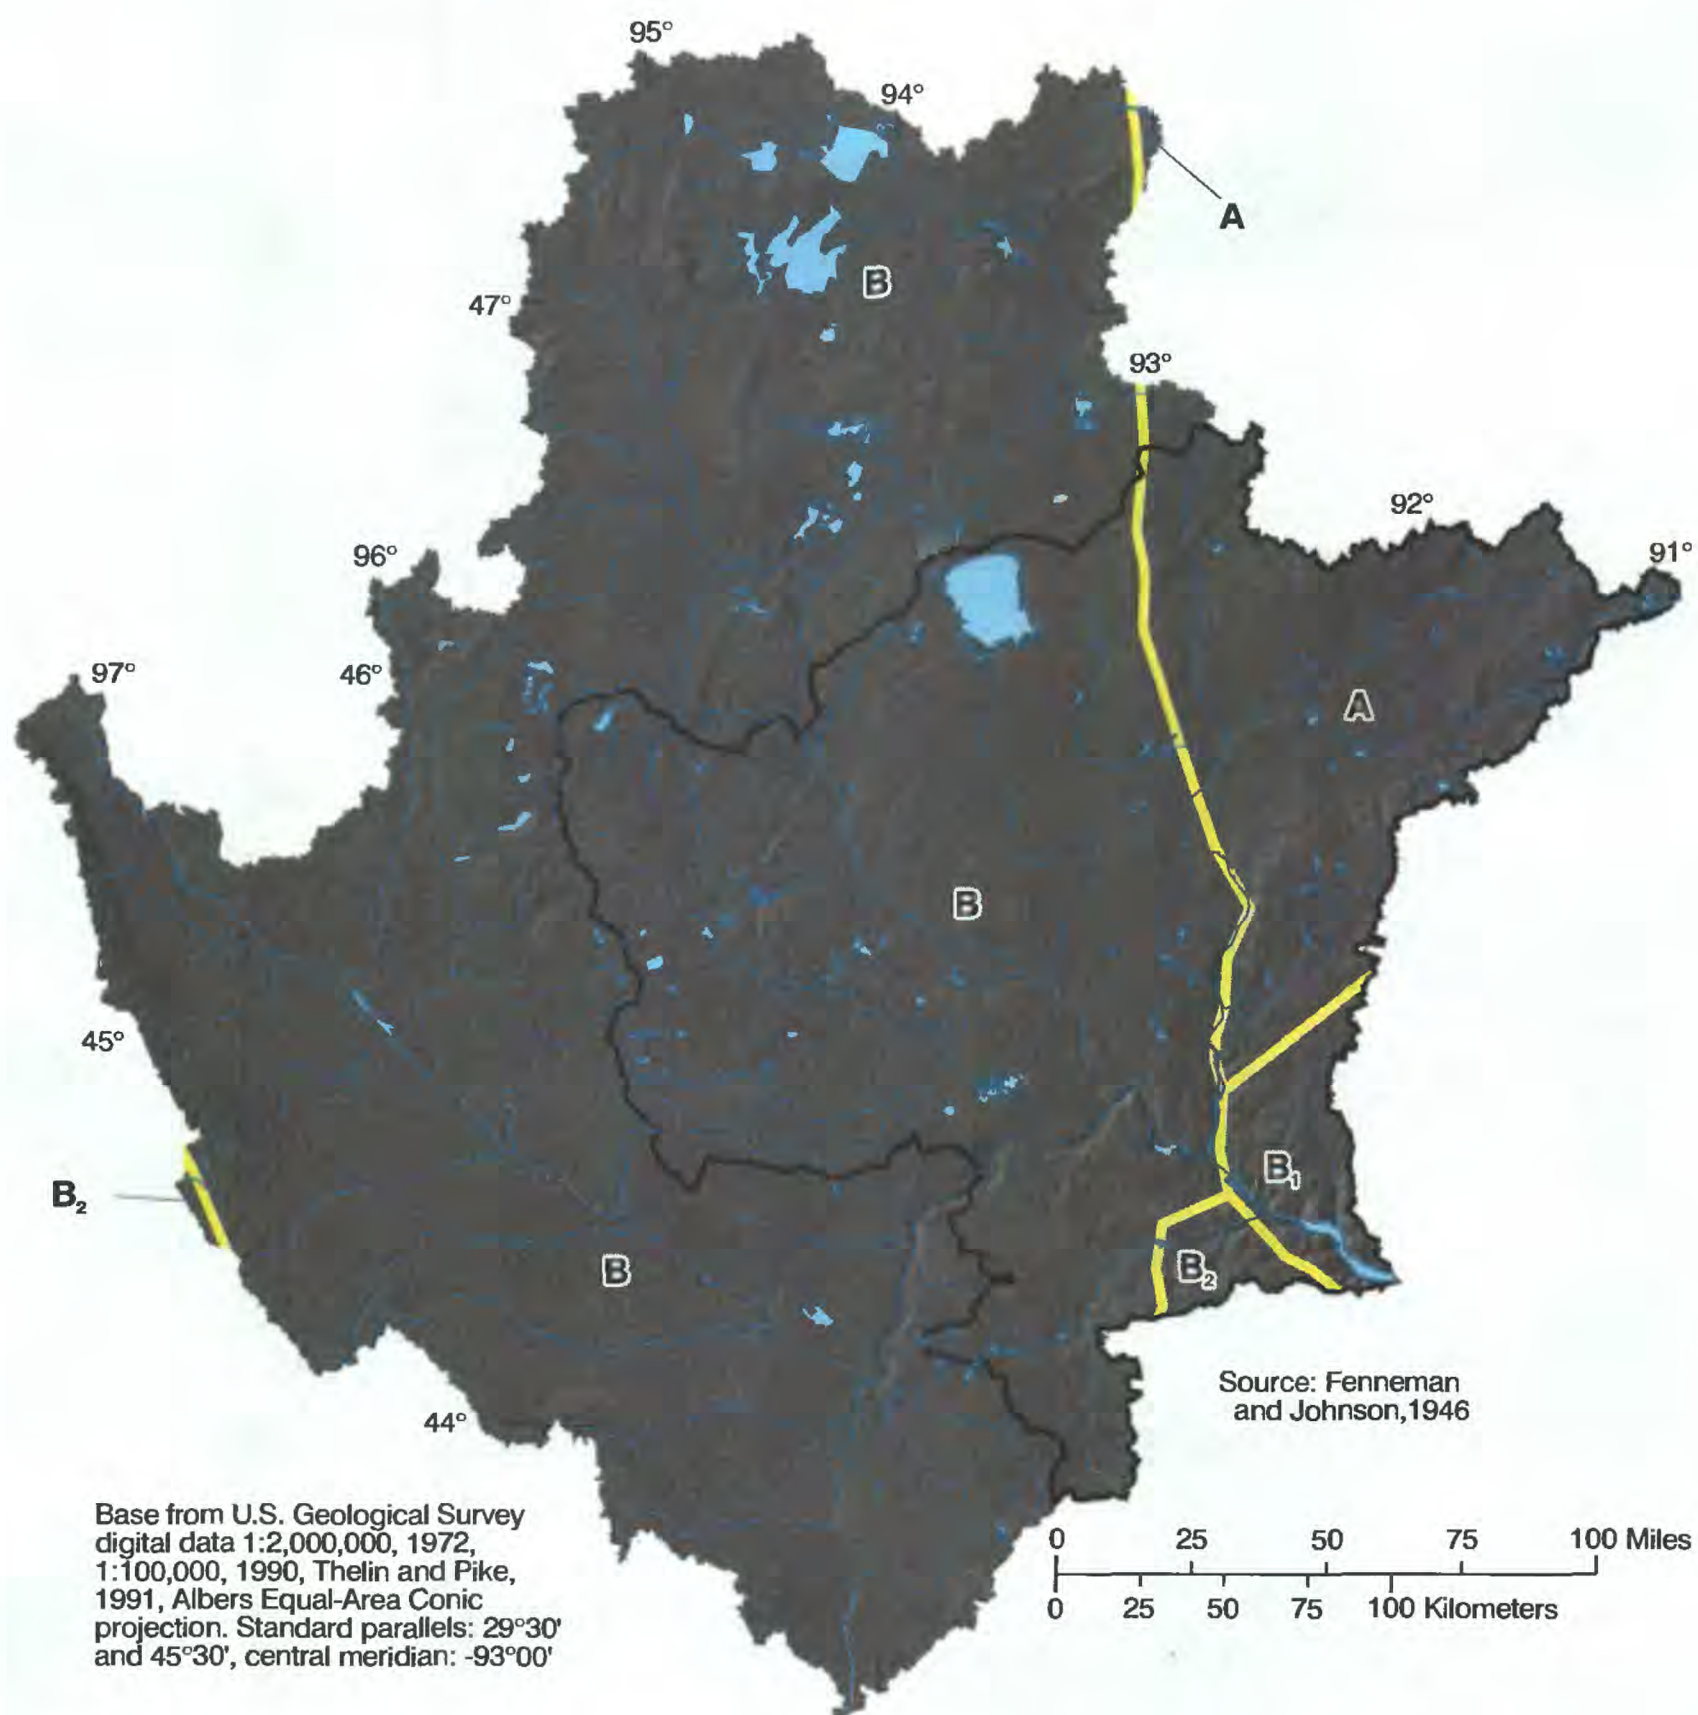 95°
94°
A
B
47°
93°
92°
96°
91°
97°
46°
A
B
45°
B₁
B₂
B₂
B
Source: Fenneman
and Johnson,1946
44°
Base from U.S. Geological Survey
digital data 1:2,000,000, 1972,
1:100,000, 1990, Thelin and Pike,
1991, Albers Equal-Area Conic
projection. Standard parallels: 29°30'
and 45°30', central meridian: -93°00'
0 25 50 75 100 Miles
0 25 50 75 100 Kilometers